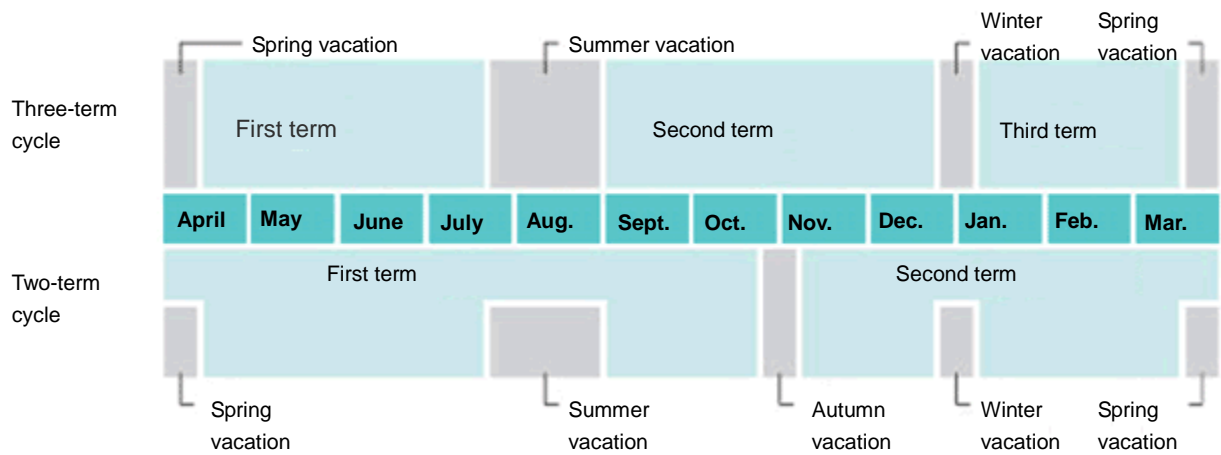 Spring vacation
Summer vacation
Winter
vacation
Spring
vacation
Three-term
cycle
First term
Second term
Third term
April May June July Aug. Sept. Oct. Nov. Dec. Jan. Feb. Mar.
Two-term
cycle
First term
Second term
Spring
vacation
Summer
vacation
Autumn
vacation
Winter
vacation
Spring
vacation